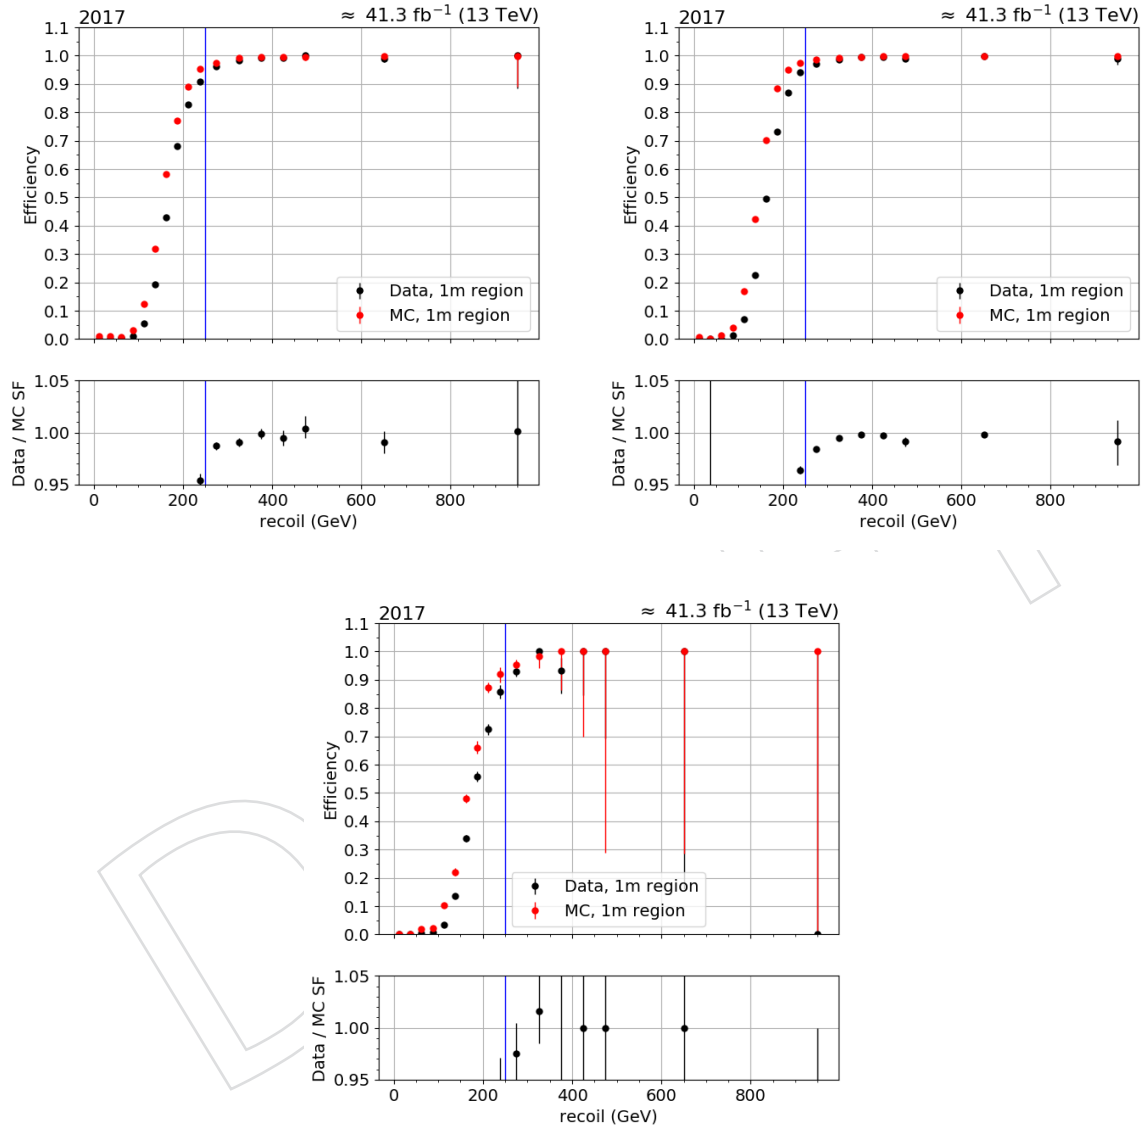 2017 ≈ 41.3 fb⁻¹ (13 TeV)
1.1
1.0
0.9
0.8
0.7
0.6
0.5
0.4
0.3
0.2
0.1
0.0
Efficiency
Data, 1m region
MC, 1m region
1.05
1.00
0.95
Data / MC SF
0 200 400 600 800
recoil (GeV)
2017 ≈ 41.3 fb⁻¹ (13 TeV)
1.1
1.0
0.9
0.8
0.7
0.6
0.5
0.4
0.3
0.2
0.1
0.0
Efficiency
Data, 1m region
MC, 1m region
1.05
1.00
0.95
Data / MC SF
0 200 400 600 800
recoil (GeV)
2017 ≈ 41.3 fb⁻¹ (13 TeV)
1.1
1.0
0.9
0.8
0.7
0.6
0.5
0.4
0.3
0.2
0.1
0.0
Efficiency
Data, 1m region
MC, 1m region
1.05
1.00
0.95
Data / MC SF
0 200 400 600 800
recoil (GeV)